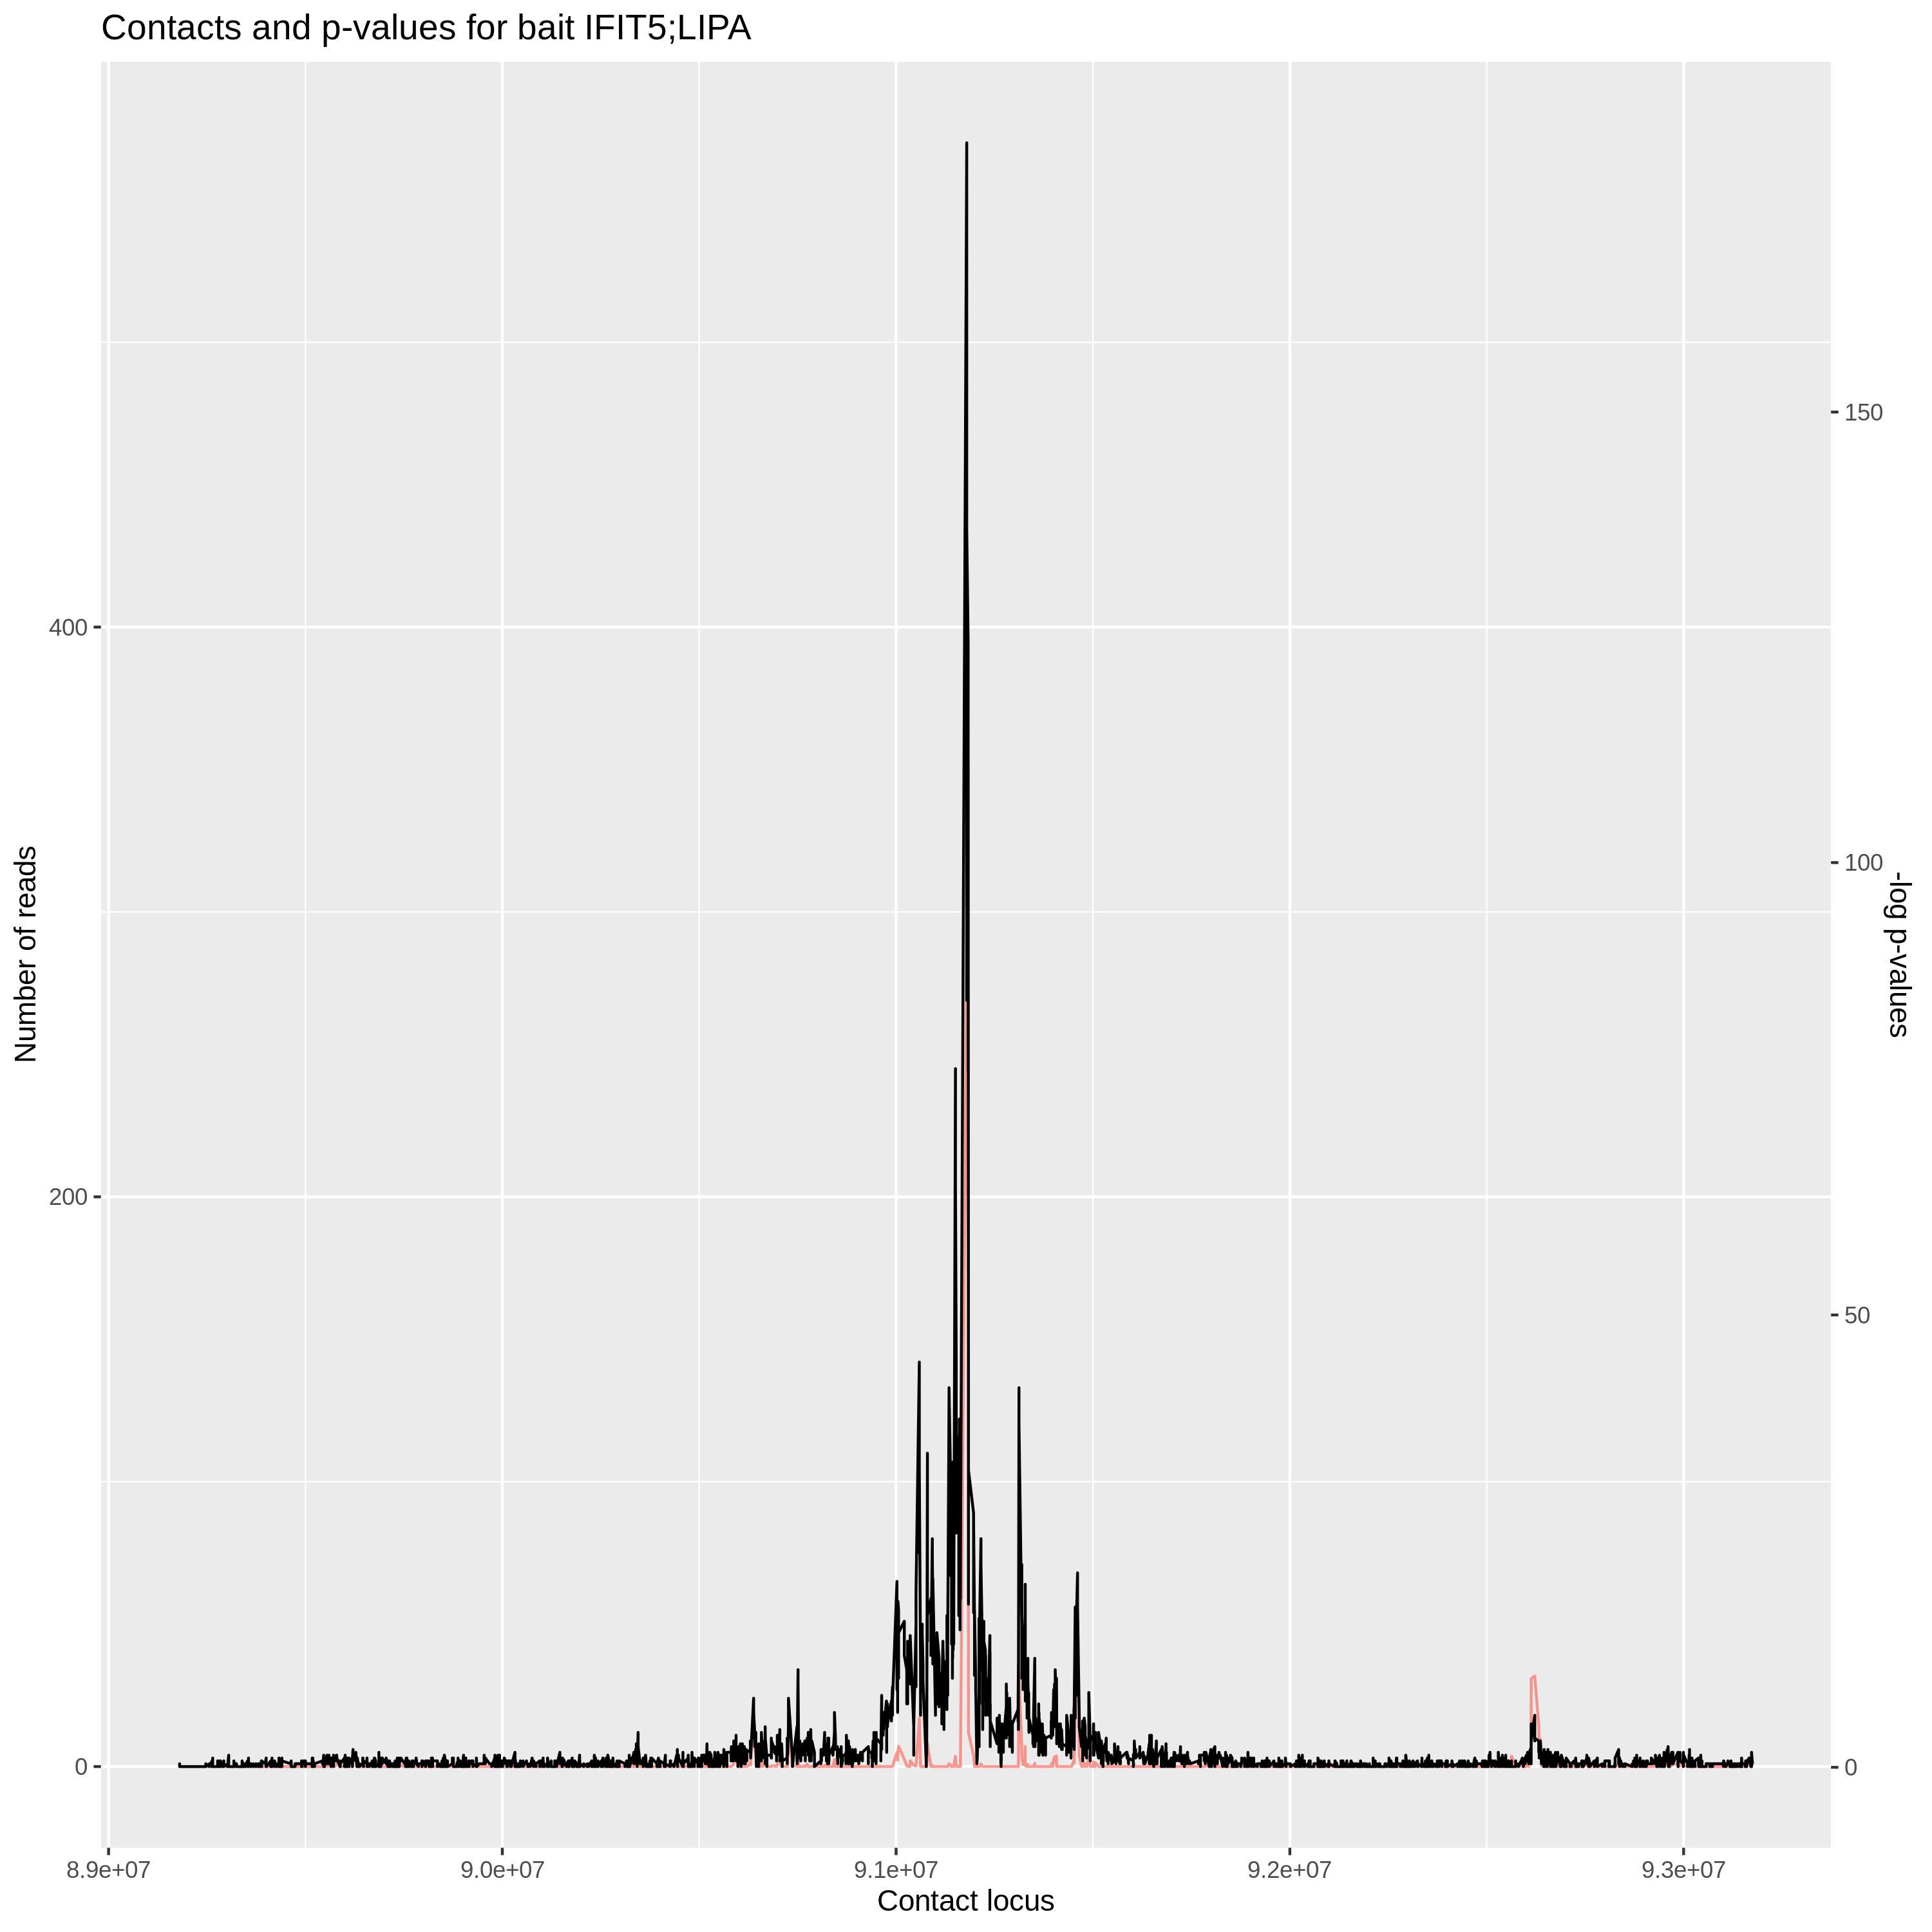 Contacts and p-values for bait IFIT5;LIPA
Number of reads
400
200
0
150
100
50
0
-log p-values
8.9e+07 9.0e+07 9.1e+07 9.2e+07 9.3e+07
Contact locus